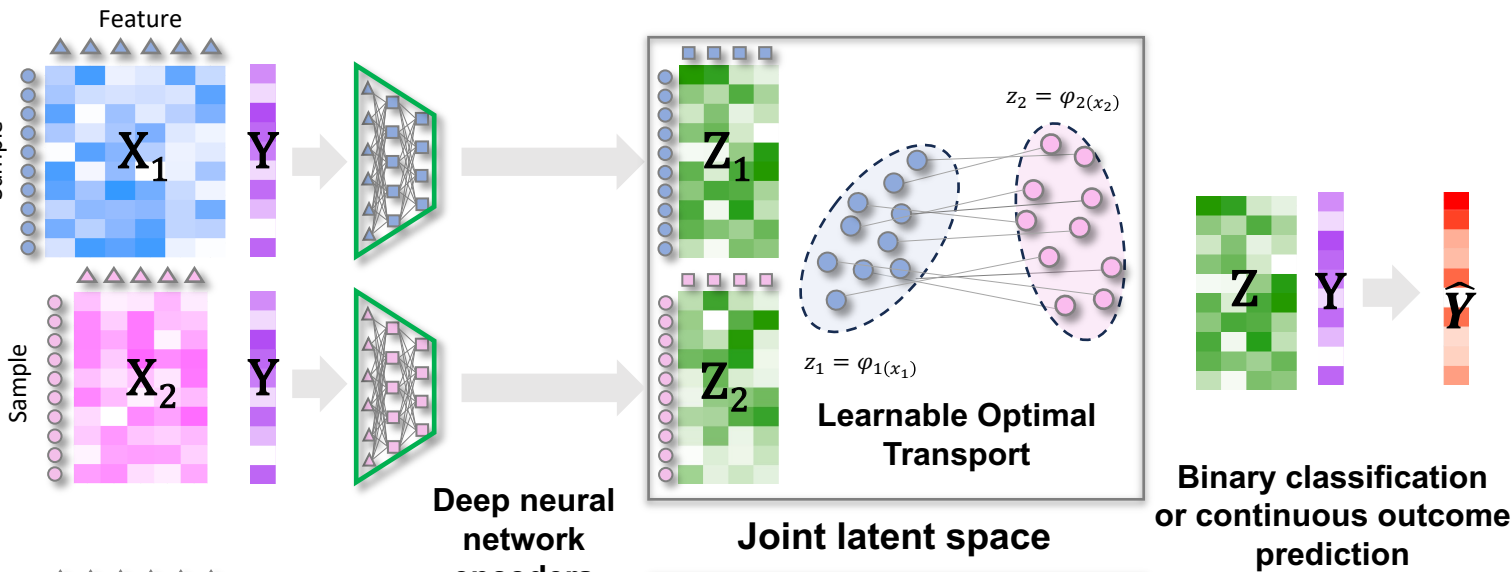 Feature
X1
Y
Z1
z2 = φ2(x2)
Sample
X2
Y
Z2
z1 = φ1(x1)
Learnable Optimal
Transport
Z
Y
Ŷ
Deep neural
network
Joint latent space
Binary classification
or continuous outcome
prediction